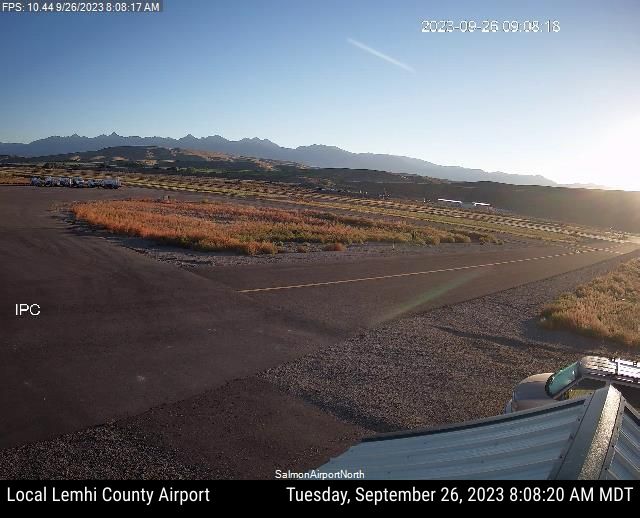 FPS: 10.44 9/26/2023 8:08:17 AM
2023-09-26 09:08:18
IPC
SalmonAirportNorth
Local Lemhi County Airport Tuesday, September 26, 2023 8:08:20 AM MDT